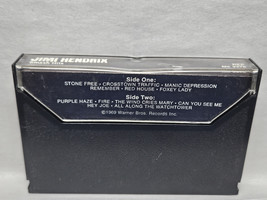 JIMI HENDRIX
Side One:
STONE FREE • CROSSTOWN TRAFFIC • MANIC DEPRESSION
REMEMBER • RED HOUSE • FOXEY LADY
Side Two:
PURPLE HAZE • FIRE • THE WIND CRIES MARY • CAN YOU SEE ME
HEY JOE • ALL ALONG THE WATCHTOWER
©1969 Warner Bros. Records Inc.